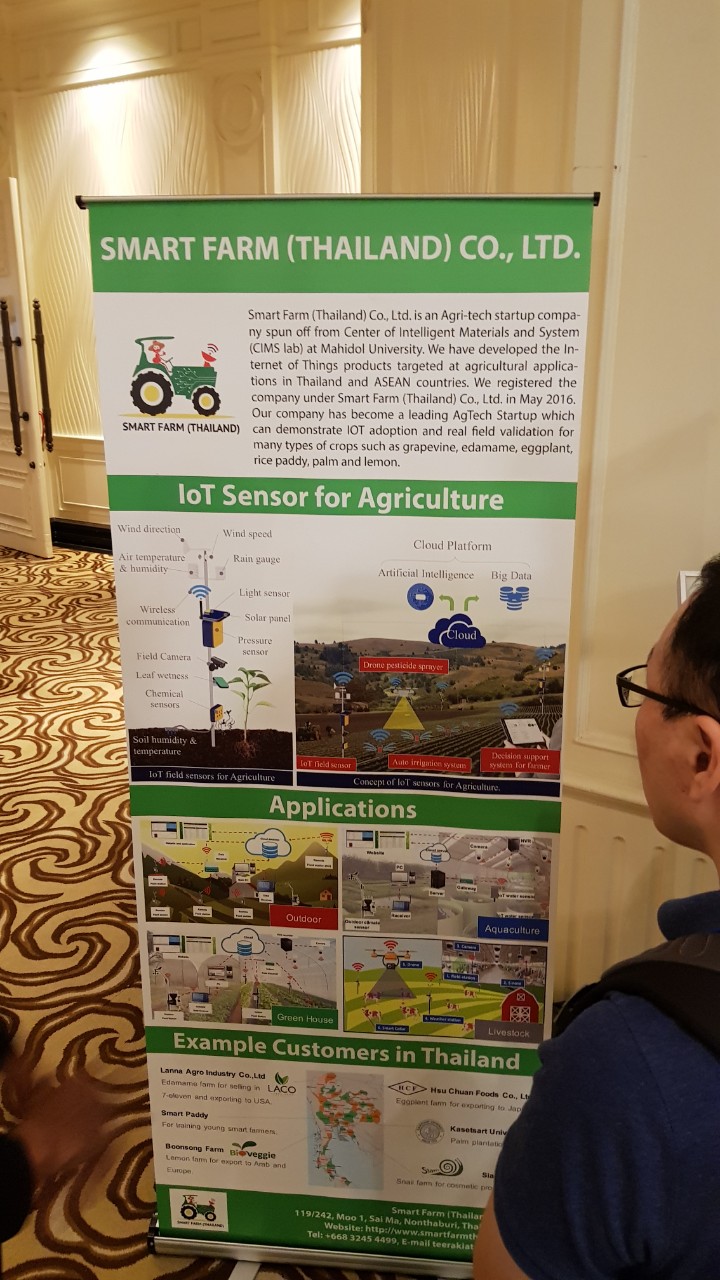 SMART FARM (THAILAND) CO., LTD.
Smart Farm (Thailand) Co., Ltd. is an Agri-tech startup compa-
ny spun off from Center of Intelligent Materials and System
(CIMS lab) at Mahidol University. We have developed the In-
ternet of Things products targeted at agricultural applica-
tions in Thailand and ASEAN countries. We registered the
company under Smart Farm (Thailand) Co., Ltd. in May 2016.
Our company has become a leading AgTech Startup which
can demonstrate IOT adoption and real field validation for
many types of crops such as grapevine, edamame, eggplant,
rice paddy, palm and lemon.
SMART FARM (THAILAND)
IoT Sensor for Agriculture
Wind direction
Wind speed
Air temperature
& humidity
Rain gauge
Light sensor
Wireless
communication
Solar panel
Pressure
sensor
Field Camera
Leaf wetness
Chemical
sensors
Soil humidity &
temperature
IoT field sensors for Agriculture
Cloud Platform
Artificial Intelligence
Big Data
Cloud
Drone pesticide sprayer
IoT field sensor
Auto irrigation system
Decision support
system for farmer
Concept of IoT sensors for Agriculture.
Applications
Outdoor
Website
Camera
NVR
PC
Server
Gateway
Receiver
Aquaculture
Green House
Livestock
Example Customers in Thailand
Lanna Agro Industry Co.,Ltd
LACO
Edamame farm for selling in
7-eleven and exporting to USA.
Smart Paddy
For training young smart farmers.
Boonsong Farm
Bioveggie
Lemon farm for export to Arab and
Europe.
HCF
Hsu Chuan Foods Co.,
Eggplant farm for exporting to
Kasetsart
Palm
Siam
Snail farm for cosmetic
SMART FARM (THAILAND)
Smart Farm
119/242, Moo 1, Sai Ma, Nonthaburi,
Website:
Tel: +668 3245 4499, E-mail